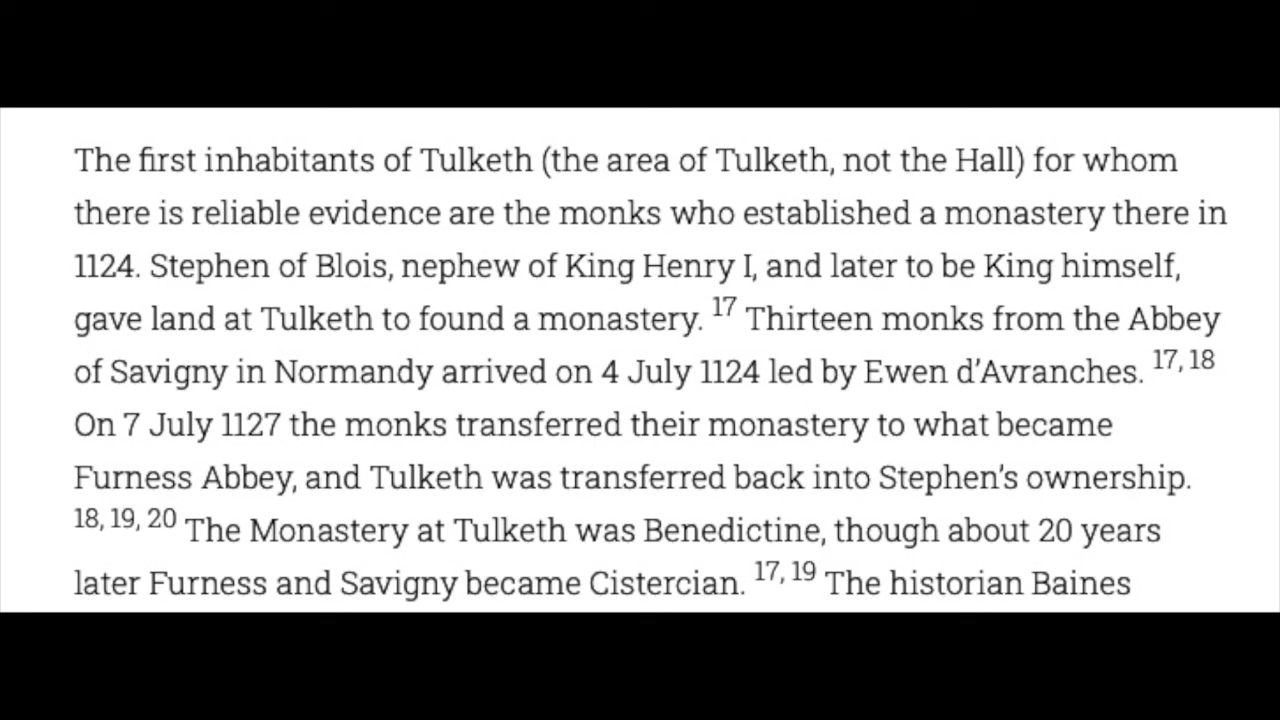 The first inhabitants of Tulketh (the area of Tulketh, not the Hall) for whom
there is reliable evidence are the monks who established a monastery there in
1124. Stephen of Blois, nephew of King Henry I, and later to be King himself,
gave land at Tulketh to found a monastery. 17 Thirteen monks from the Abbey
of Savigny in Normandy arrived on 4 July 1124 led by Ewen d’Avranches. 17, 18
On 7 July 1127 the monks transferred their monastery to what became
Furness Abbey, and Tulketh was transferred back into Stephen’s ownership.
18, 19, 20 The Monastery at Tulketh was Benedictine, though about 20 years
later Furness and Savigny became Cistercian. 17, 19 The historian Baines